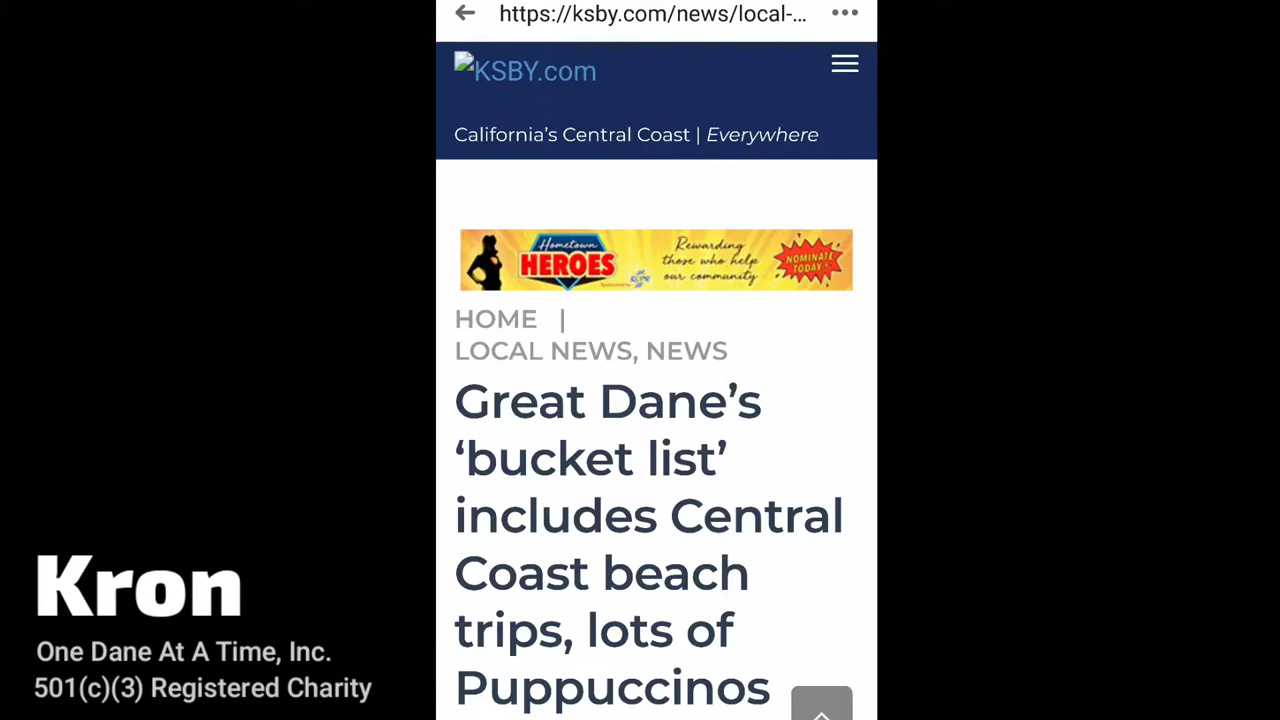 https://ksby.com/news/local-...
KSBY.com
California's Central Coast | Everywhere
Hometown
HEROES
Rewarding
those who help
our community
NOMINATE
TODAY!
HOME |
LOCAL NEWS, NEWS
Great Dane’s
‘bucket list’
includes Central
Coast beach
trips, lots of
Puppuccinos
Kron
One Dane At A Time, Inc.
501(c)(3) Registered Charity